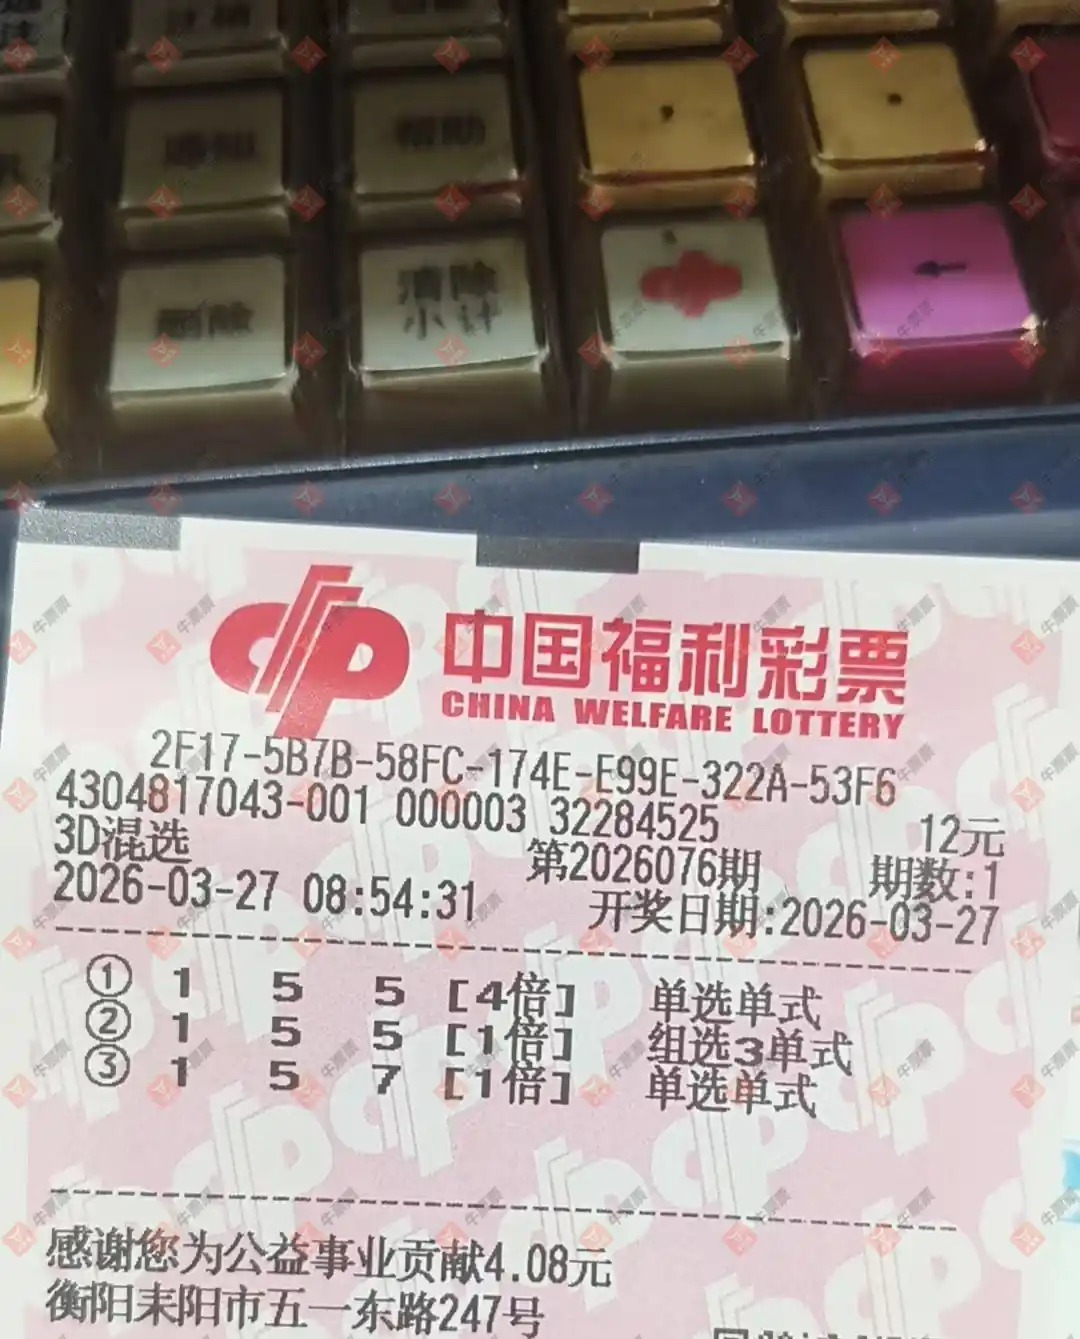 帮助
清除
小计
中国福利彩票
CHINA WELFARE LOTTERY
2F17-5B7B-58FC-174E-E99E-322A-53F6
4304817043-001 000003 32284525 12元
3D混选 第2026076期 期数:1
2026-03-27 08:54:31 开奖日期:2026-03-27
① 1 5 5 [4倍] 单选单式
② 1 5 5 [1倍] 组选3单式
③ 1 5 7 [1倍] 单选单式
感谢您为公益事业贡献4.08元
衡阳耒阳市五一东路247号
牛票票